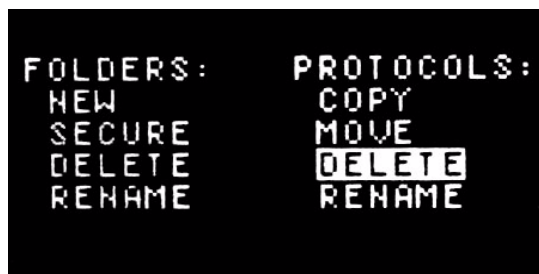 FOLDERS:
NEW
SECURE
DELETE
RENAME
PROTOCOLS:
COPY
MOVE
DELETE
RENAME